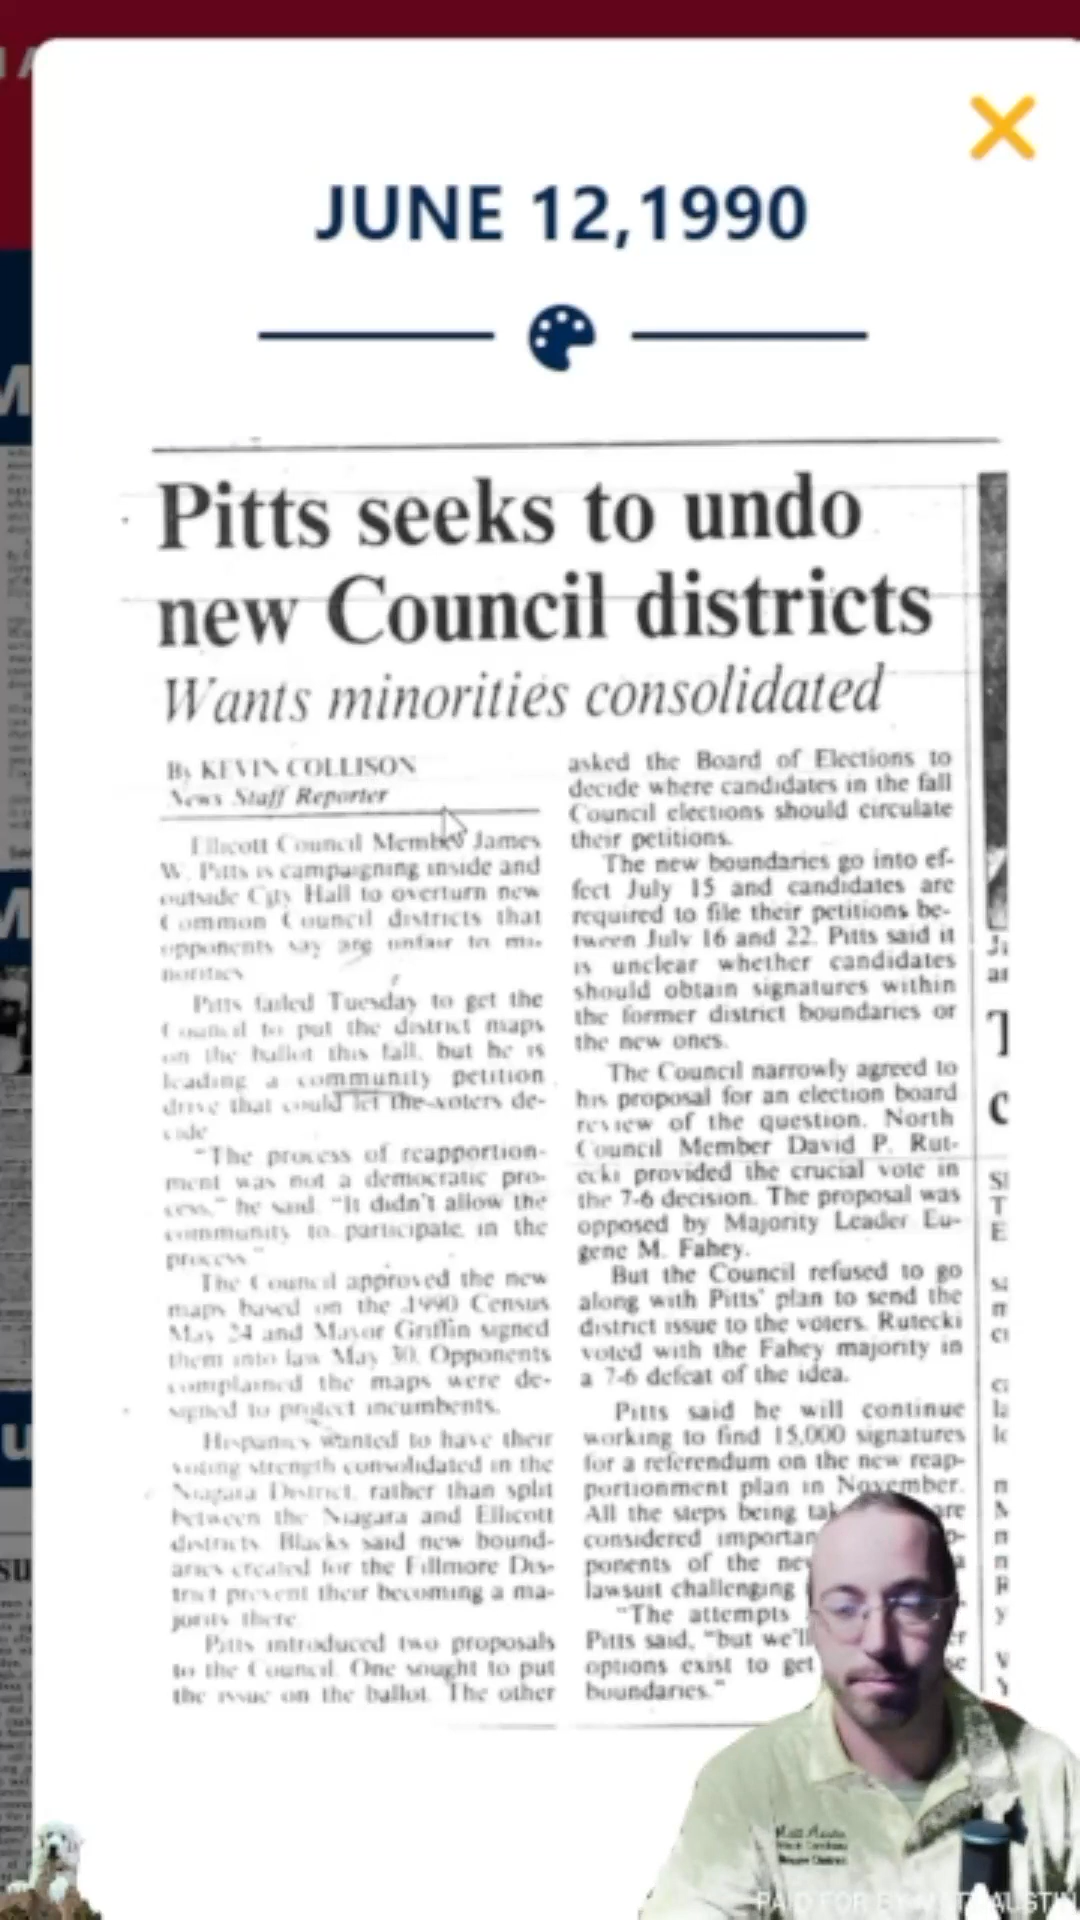 JUNE 12,1990
Pitts seeks to undo
new Council districts
Wants minorities consolidated
By KEVIN COLLISON
News Staff Reporter
Ellicott Council Member James
W. Pitts is campaigning inside and
outside City Hall to overturn new
Common Council districts that
opponents say are unfair to mi-
norities.
Pitts failed Tuesday to get the
Council to put the district maps
on the ballot this fall, but he is
leading a community petition
drive that could let the voters de-
cide.
"The process of reapportion-
ment was not a democratic pro-
cess," he said. "It didn't allow the
community to participate in the
process."
The Council approved the new
maps based on the 1990 Census
May 24 and Mayor Griffin signed
them into law May 30. Opponents
complained the maps were de-
signed to protect incumbents.
Hispanics wanted to have their
voting strength consolidated in the
Niagara District, rather than split
between the Niagara and Ellicott
districts. Blacks said new bound-
aries created for the Fillmore Dis-
trict prevent their becoming a ma-
jority there.
Pitts introduced two proposals
to the Council. One sought to put
the issue on the ballot. The other
asked the Board of Elections to
decide where candidates in the fall
Council elections should circulate
their petitions.
The new boundaries go into ef-
fect July 15 and candidates are
required to file their petitions be-
tween July 16 and 22. Pitts said it
is unclear whether candidates
should obtain signatures within
the former district boundaries or
the new ones.
The Council narrowly agreed to
his proposal for an election board
review of the question. North
Council Member David P. Rut-
ecki provided the crucial vote in
the 7-6 decision. The proposal was
opposed by Majority Leader Eu-
gene M. Fahey.
But the Council refused to go
along with Pitts' plan to send the
district issue to the voters. Rutecki
voted with the Fahey majority in
a 7-6 defeat of the idea.
Pitts said he will continue
working to find 15,000 signatures
for a referendum on the new reap-
portionment plan in November.
All the steps being are
considered
ponents of the
lawsuit challenging
"The attempts
Pitts said, "but we'll
options exist to get
boundaries."
PAID FOR BY MATT AUSTIN